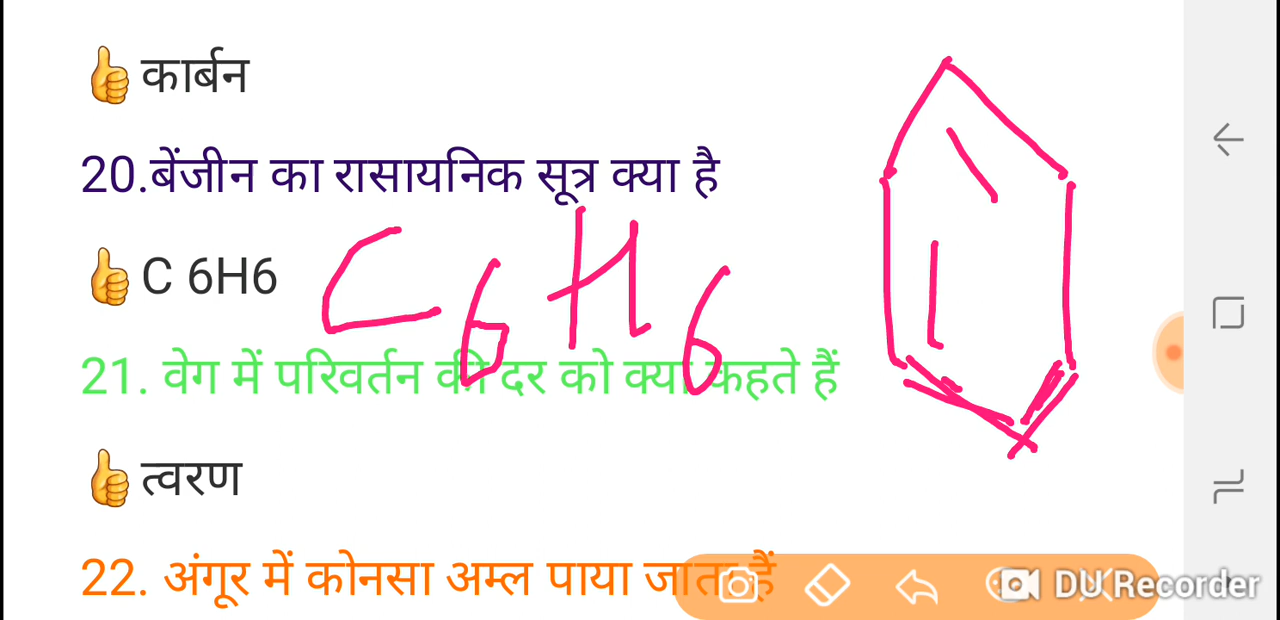 👍कार्बन
20.बेंजीन का रासायनिक सूत्र क्या है
👍C 6H6
C6H6
21. वेग में परिवर्तन की दर को क्या कहते हैं
👍त्वरण
22. अंगूर में कोनसा अम्ल पाया जाता हैं
DU Recorder